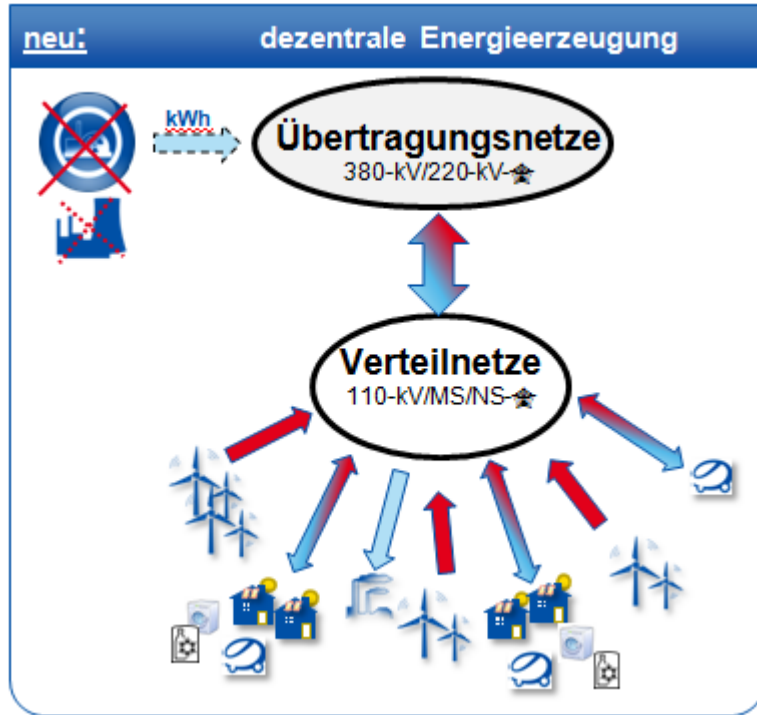 neu: dezentrale Energieerzeugung
kWh
Übertragungsnetze
380-kV/220-kV-
Verteilnetze
110-kV/MS/NS-